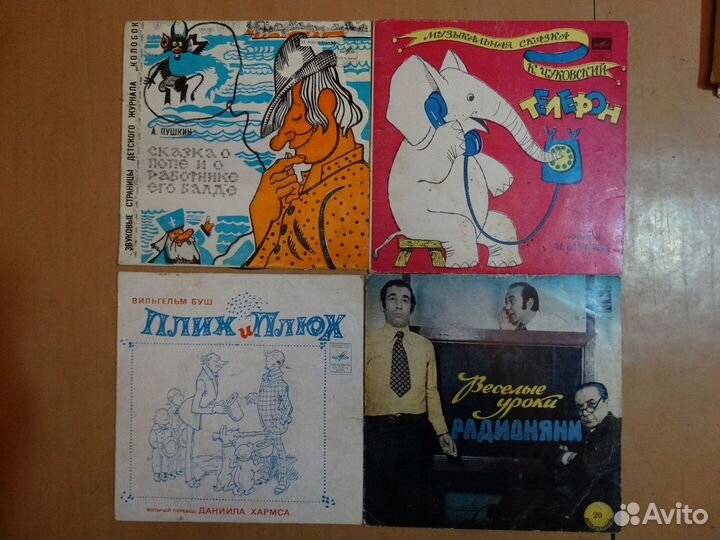 ЗВУКОВЫЕ СТРАНИЦЫ ДЕТСКОГО ЖУРНАЛА „КОЛОБОК"
А. ПУШКИН
СКАЗКА О
ПОПЕ И О
РАБОТНИКЕ
ЕГО БАЛДЕ
МУЗЫКАЛЬНАЯ СКАЗКА
К. ЧУКОВСКИЙ
ТЕЛЕФОН
ВИЛЬГЕЛЬМ БУШ
ПЛИХ и ПЛЮХ
ВОЛЬНЫЙ ПЕРЕВОД ДАНИИЛА ХАРМСА
Веселые
уроки
РАДИОНЯНИ
20
Avito